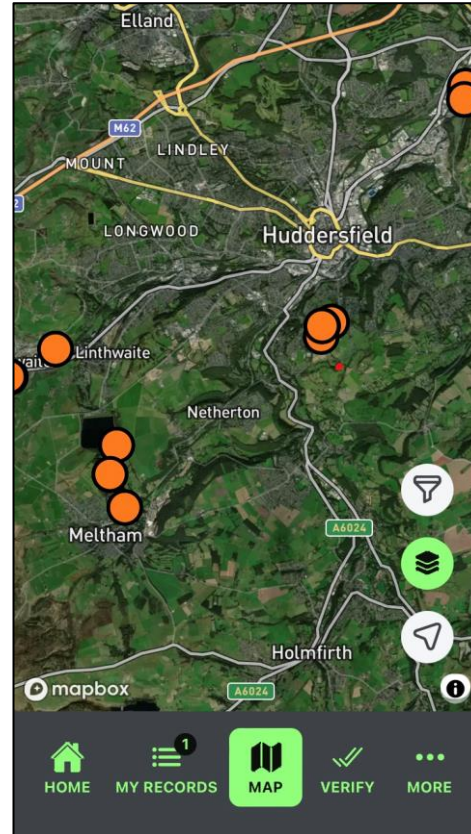 Elland
M62
MOUNT
LINDLEY
2
LONGWOOD
Huddersfield
Linthwaite
Netherton
A6024
Meltham
Holmfirth
mapbox
A6024
i
1
HOME
MY RECORDS
MAP
VERIFY
MORE